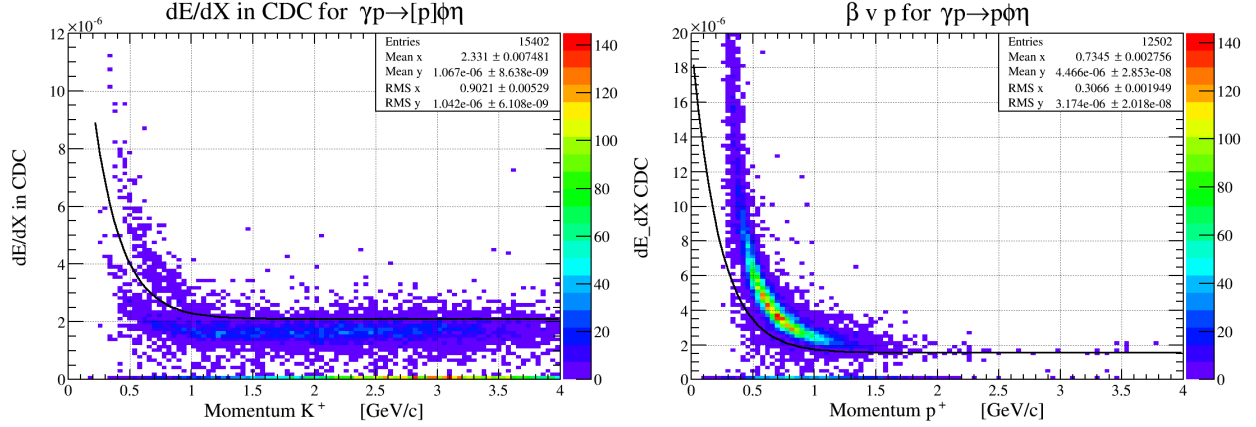 dE/dX in CDC for γp→[p]φη
×10⁻⁶
Entries 15402
Mean x 2.331 ± 0.007481
Mean y 1.067e-06 ± 8.638e-09
RMS x 0.9021 ± 0.00529
RMS y 1.042e-06 ± 6.108e-09
dE/dX in CDC
12
10
8
6
4
2
0
0 0.5 1 1.5 2 2.5 3 3.5 4
Momentum K⁺ [GeV/c]
140
120
100
80
60
40
20
0
β v p for γp→pφη
×10⁻⁶
Entries 12502
Mean x 0.7345 ± 0.002756
Mean y 4.466e-06 ± 2.853e-08
RMS x 0.3066 ± 0.001949
RMS y 3.174e-06 ± 2.018e-08
dE_dX CDC
20
18
16
14
12
10
8
6
4
2
0
0 0.5 1 1.5 2 2.5 3 3.5 4
Momentum p⁺ [GeV/c]
140
120
100
80
60
40
20
0